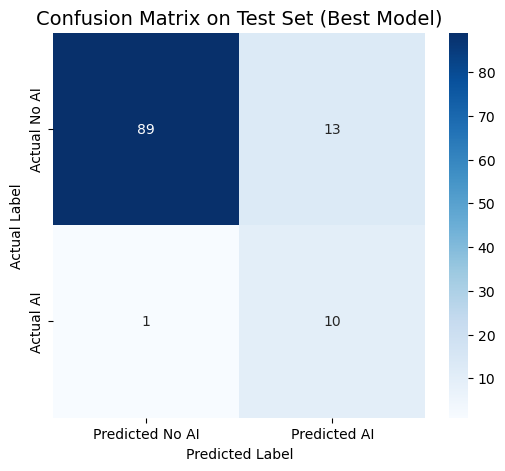 Confusion Matrix on Test Set (Best Model)
Actual Label
Actual No AI
Actual AI
89
13
1
10
Predicted No AI
Predicted AI
Predicted Label
80
70
60
50
40
30
20
10